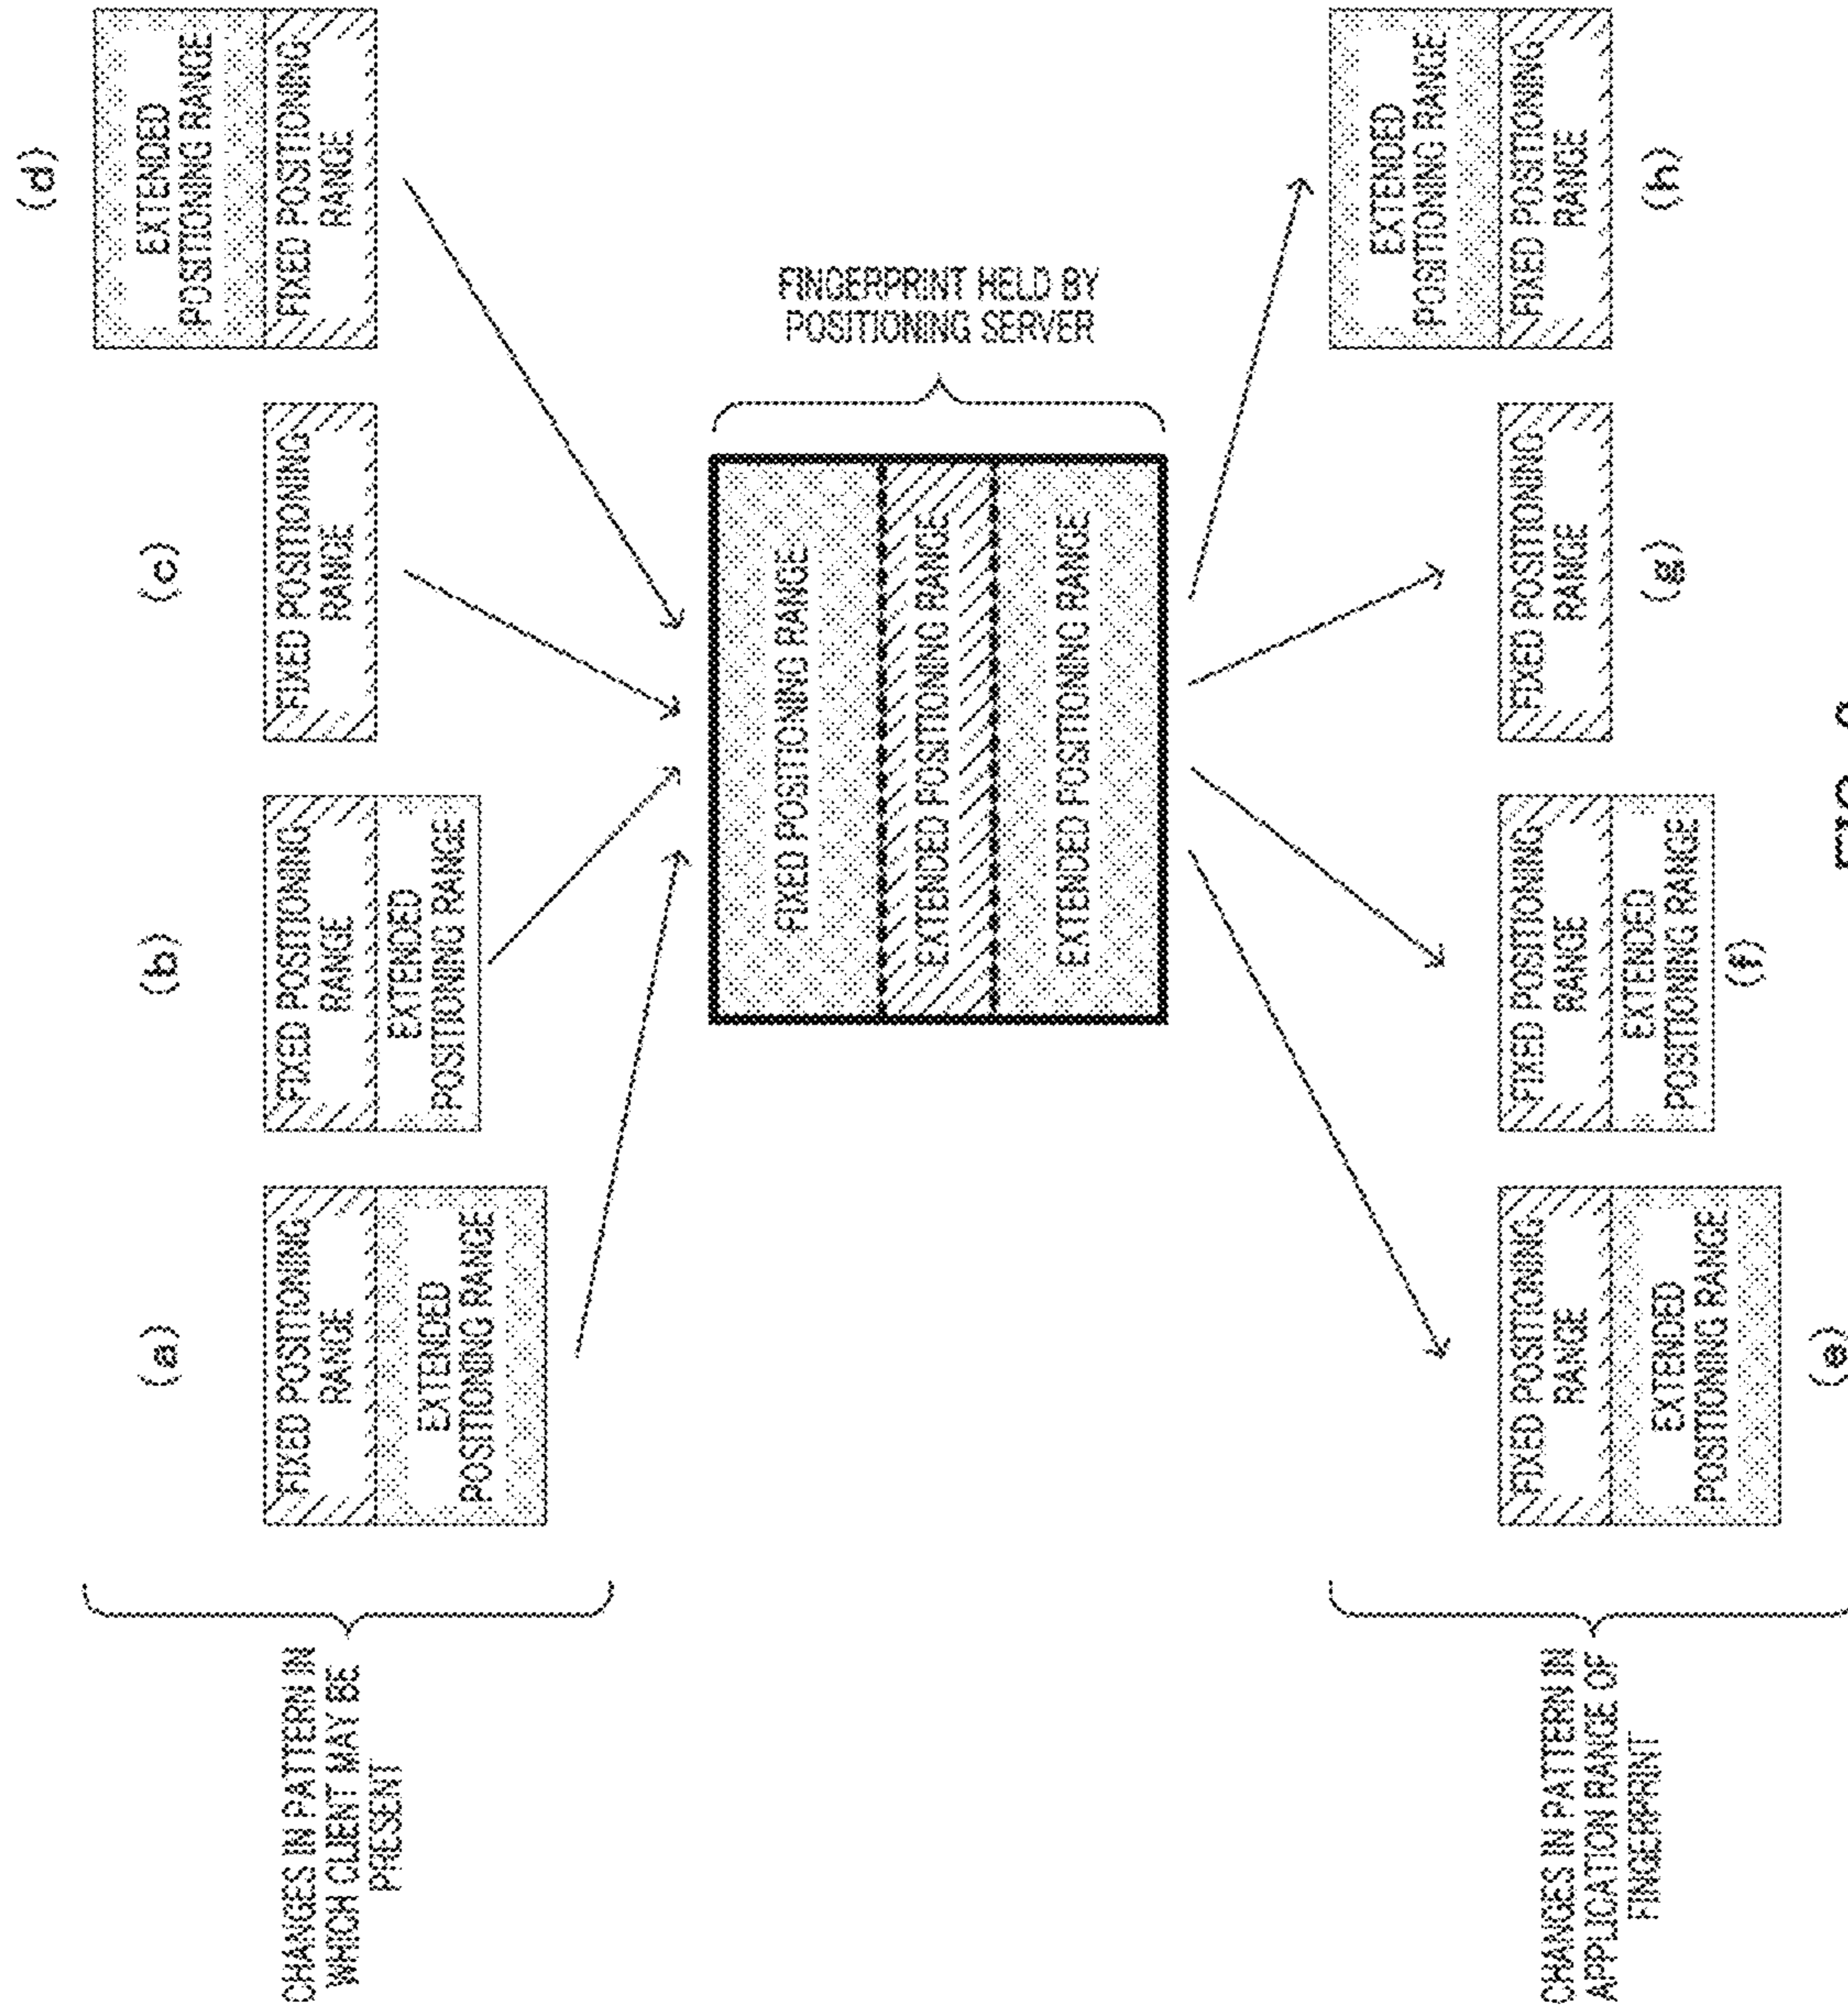 CHANGES IN PATTERN IN
WHICH CLIENT MAY BE
PRESENT
(a)
FIXED POSITIONING
RANGE
EXTENDED
POSITIONING RANGE
(b)
FIXED POSITIONING
RANGE
EXTENDED
POSITIONING RANGE
(c)
FIXED POSITIONING
RANGE
(d)
EXTENDED
POSITIONING RANGE
FIXED POSITIONING
RANGE
FIXED POSITIONING RANGE
EXTENDED POSITIONING RANGE
EXTENDED POSITIONING RANGE
FINGERPRINT HELD BY
POSITIONING SERVER
CHANGES IN PATTERN IN
APPLICATION RANGE OF
FINGERPRINT
FIXED POSITIONING
RANGE
EXTENDED
POSITIONING RANGE
(e)
FIXED POSITIONING
RANGE
EXTENDED
POSITIONING RANGE
(f)
FIXED POSITIONING
RANGE
(g)
EXTENDED
POSITIONING RANGE
FIXED POSITIONING
RANGE
(h)